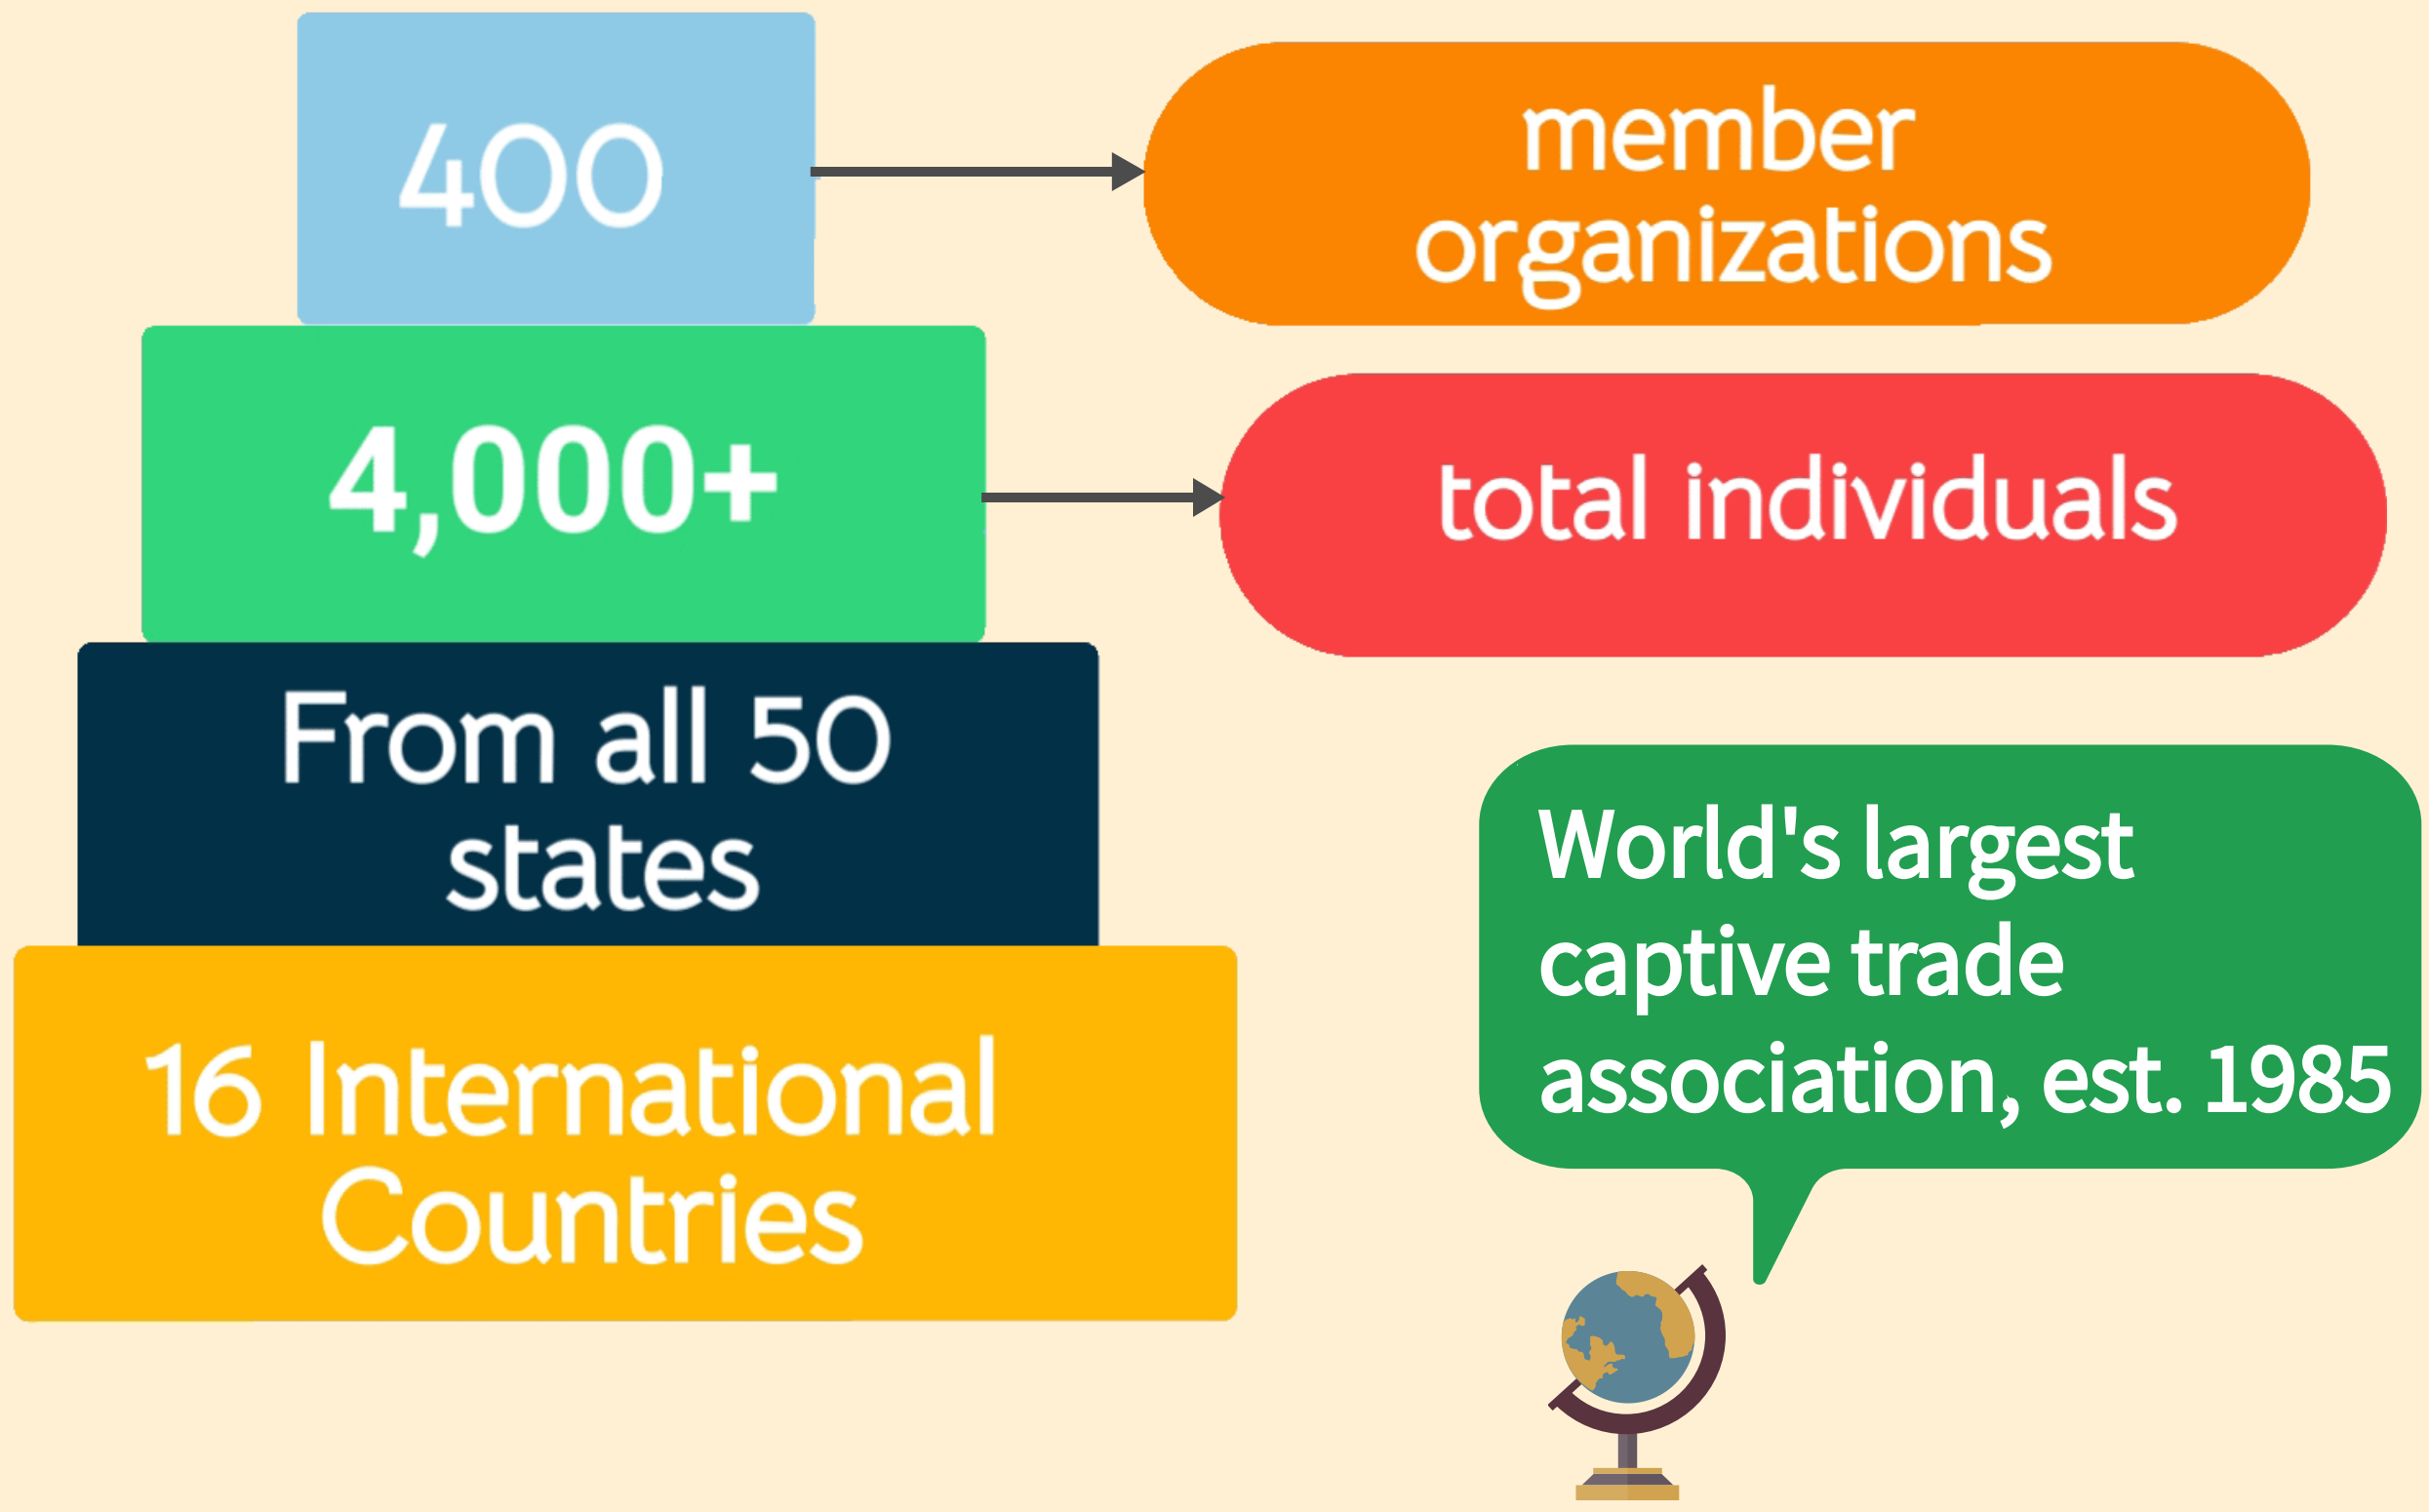 400
member
organizations
4,000+
total individuals
From all 50
states
16 International
Countries
World's largest
captive trade
association, est. 1985